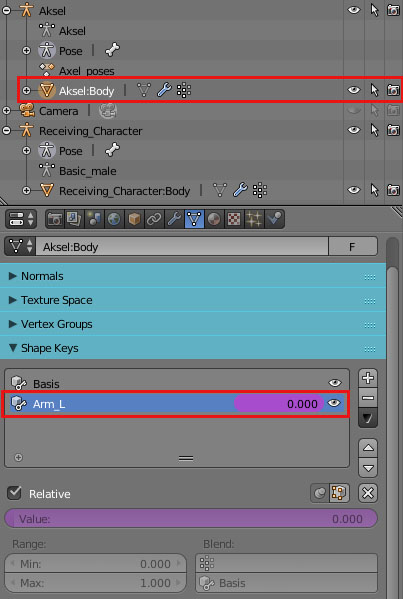 Aksel
Aksel
Pose
Axel_poses
Aksel:Body
Camera
Receiving_Character
Pose
Basic_male
Receiving_Character:Body
Aksel:Body F
Normals
Texture Space
Vertex Groups
Shape Keys
Basis
Arm_L 0.000
Relative
Value: 0.000
Range: Blend:
Min: 0.000
Max: 1.000 Basis